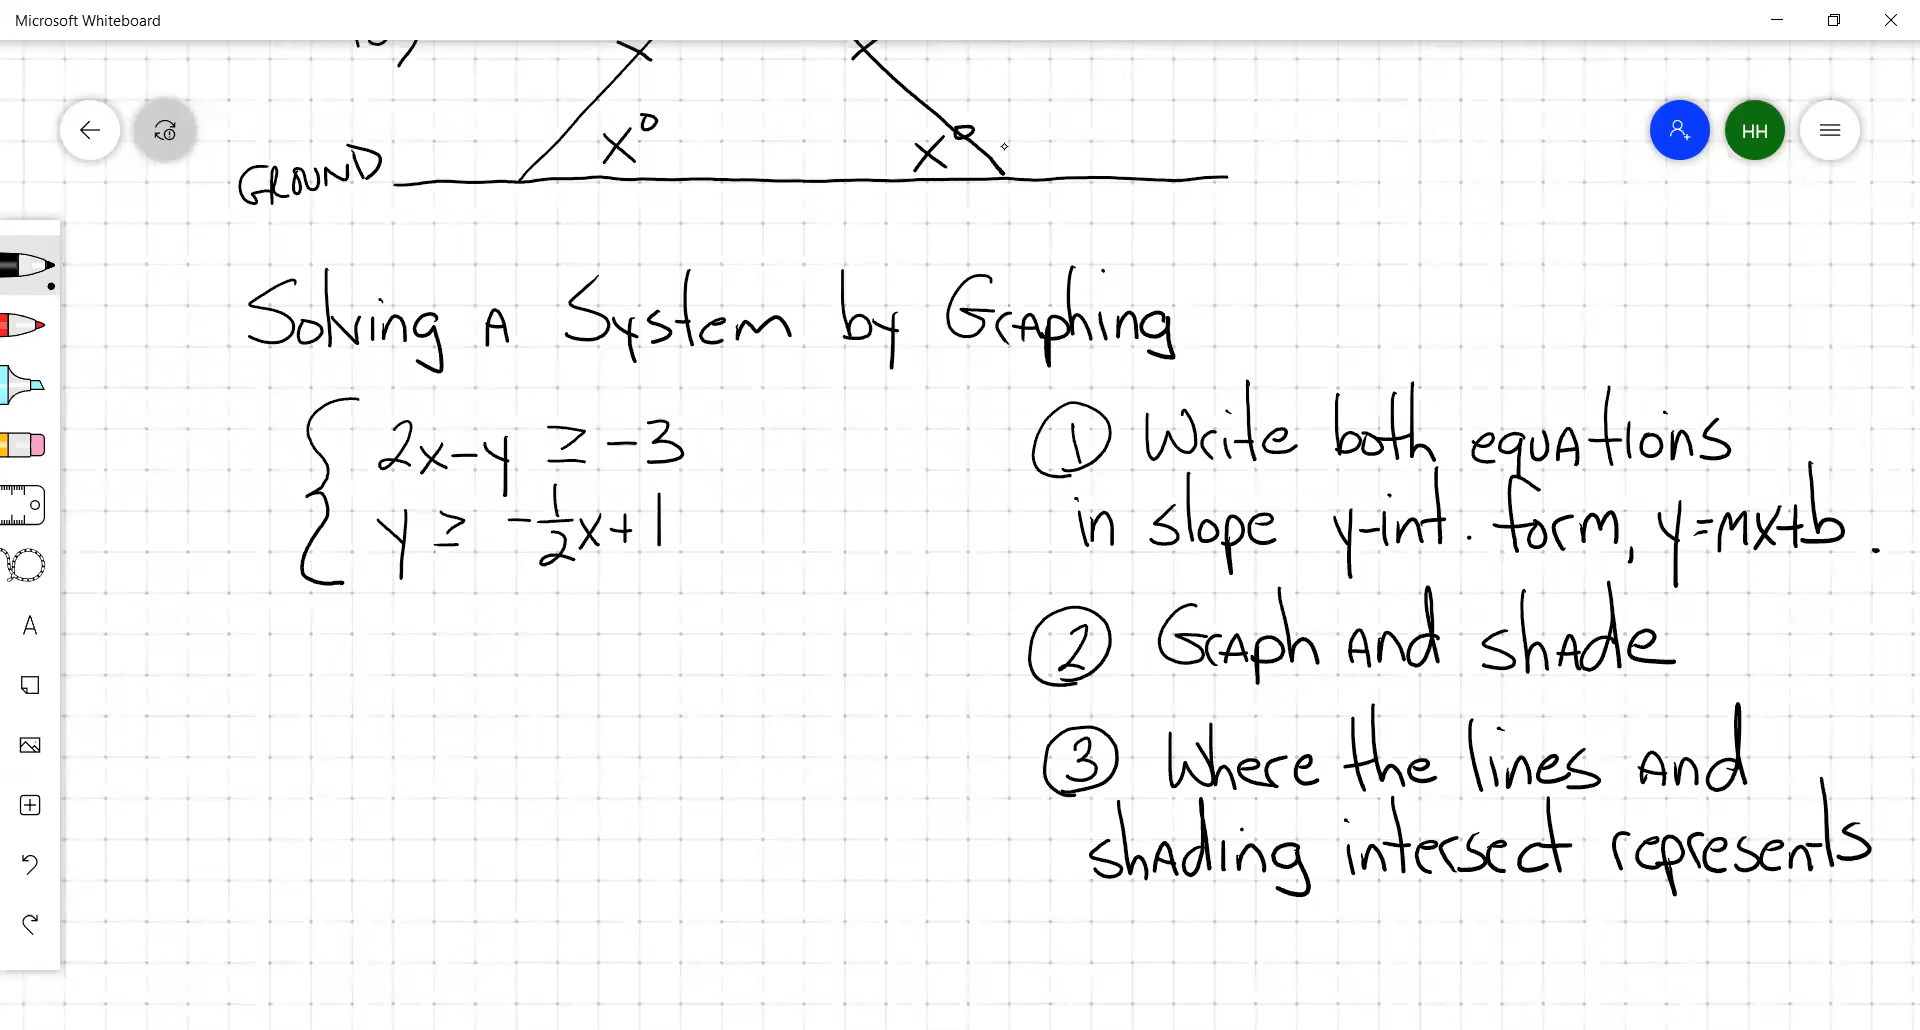 Microsoft Whiteboard
x x
x° x°
GROUND
HH
Solving A System by Graphing
2x-y ≥ -3
y ≥ -1/2x+1
① Write both equations
in slope y-int. form, y=mx+b.
② Graph and shade
③ Where the lines and
shading intersect represents
A